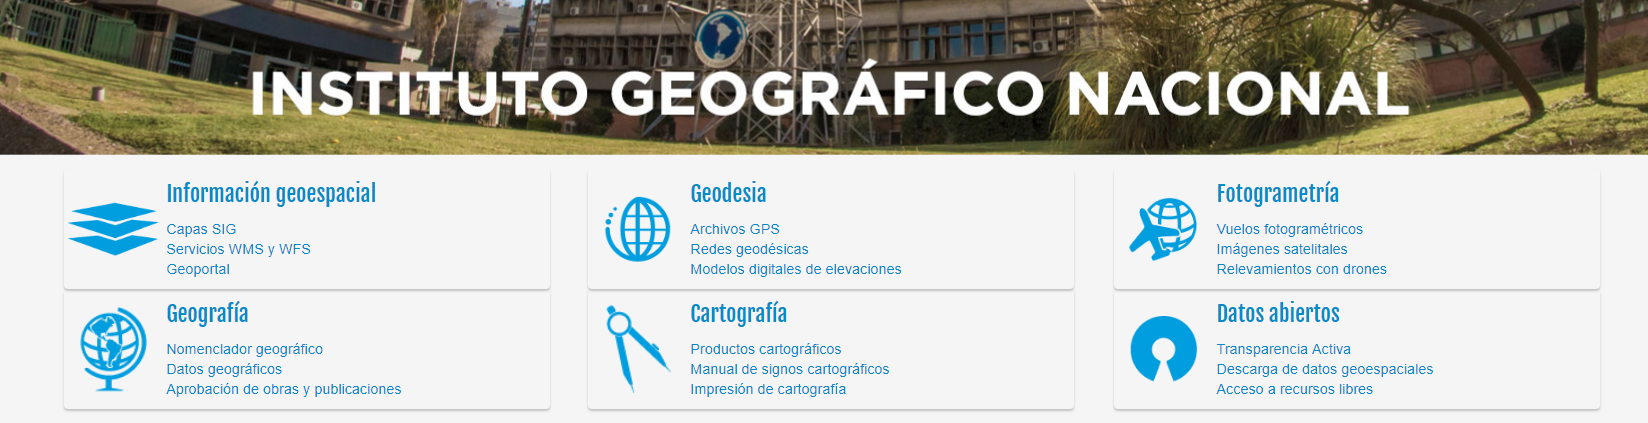 INSTITUTO GEOGRÁFICO NACIONAL
Información geoespacial
Capas SIG
Servicios WMS y WFS
Geoportal
Geodesia
Archivos GPS
Redes geodésicas
Modelos digitales de elevaciones
Fotogrametría
Vuelos fotogramétricos
Imágenes satelitales
Relevamientos con drones
Geografía
Nomenclador geográfico
Datos geográficos
Aprobación de obras y publicaciones
Cartografía
Productos cartográficos
Manual de signos cartográficos
Impresión de cartografía
Datos abiertos
Transparencia Activa
Descarga de datos geoespaciales
Acceso a recursos libres